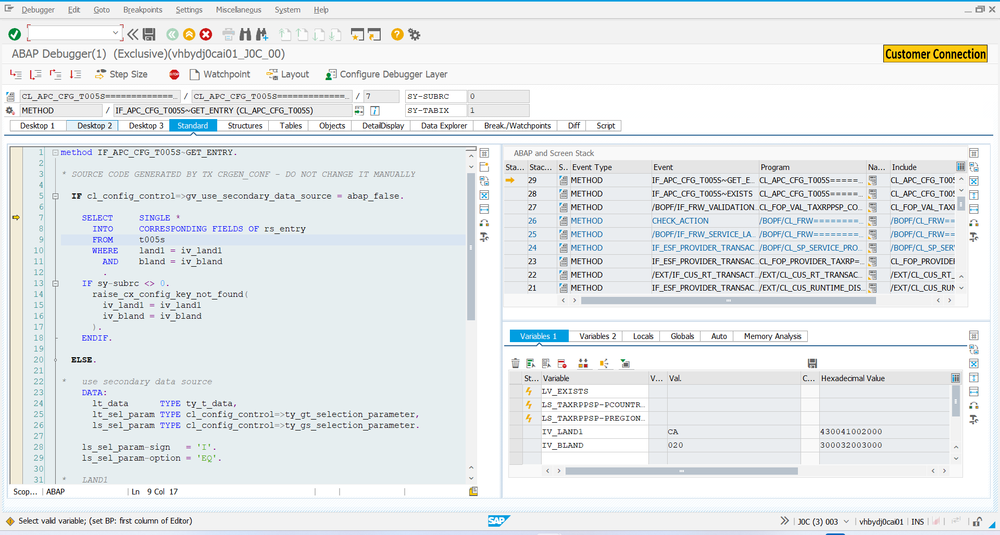 Debugger Edit Goto Breakpoints Settings Miscellaneous System Help
ABAP Debugger(1) (Exclusive)(vhbydj0cai01_J0C_00)
Customer Connection
Step Size STOP Watchpoint Layout Configure Debugger Layer
CL_APC_CFG_T005S=============... / CL_APC_CFG_T005S=============... / 7 SY-SUBRC 0
METHOD / IF_APC_CFG_T005S~GET_ENTRY (CL_APC_CFG_T005S) SY-TABIX 1
Desktop 1 Desktop 2 Desktop 3 Standard Structures Tables Objects DetailDisplay Data Explorer Break./Watchpoints Diff Script
1 method IF_APC_CFG_T005S~GET_ENTRY.
2
3 * SOURCE CODE GENERATED BY TX CRGEN_CONF - DO NOT CHANGE IT MANUALLY
4
5 IF cl_config_control=>gv_use_secondary_data_source = abap_false.
6
7 SELECT SINGLE *
8 INTO CORRESPONDING FIELDS OF rs_entry
9 FROM t005s
10 WHERE land1 = iv_land1
11 AND bland = iv_bland
12 .
13 IF sy-subrc <> 0.
14 raise_cx_config_key_not_found(
15 iv_land1 = iv_land1
16 iv_bland = iv_bland
17 ).
18 ENDIF.
19
20 ELSE.
21
22 * use secondary data source
23 DATA:
24 lt_data TYPE ty_t_data,
25 lt_sel_param TYPE cl_config_control=>ty_gt_selection_parameter,
26 ls_sel_param TYPE cl_config_control=>ty_gs_selection_parameter.
27
28 ls_sel_param-sign = 'I'.
29 ls_sel_param-option = 'EQ'.
30
31 * LAND1
Scop... ABAP Ln 9 Col 17
ABAP and Screen Stack
Sta... Stac... S.. Event Type Event Program Na... Include
29 METHOD IF_APC_CFG_T005S~GET_E... CL_APC_CFG_T005S=====... CL_APC_CFG_T005
28 METHOD IF_APC_CFG_T005S~EXISTS CL_APC_CFG_T005S=====... CL_APC_CFG_T005
27 METHOD /BOPF/IF_FRW_VALIDATION... CL_FOP_VAL_TAXRPPSP_CO... CL_FOP_VAL_TAXR
26 METHOD CHECK_ACTION /BOPF/CL_FRW========... /BOPF/CL_FRW==
25 METHOD /BOPF/IF_FRW_SERVICE_LA... /BOPF/CL_FRW========... /BOPF/CL_FRW==
24 METHOD IF_ESF_PROVIDER_TRANSAC... /BOPF/CL_SP_SERVICE_PRO... /BOPF/CL_SP_SERV
23 METHOD IF_ESF_PROVIDER_TRANSAC... CL_FOP_PROVIDER_TAXRP=... CL_FOP_PROVIDER
22 METHOD /EXT/IF_CUS_RT_TRANSACT... /EXT/CL_CUS_RT_TRANSAC... /EXT/CL_CUS_RT_
21 METHOD IF_ESF_PROVIDER_TRANSAC... /EXT/CL_CUS_RUNTIME_DIS... /EXT/CL_CUS_RUN
Variables 1 Variables 2 Locals Globals Auto Memory Analysis
St... Variable V... Val. C... Hexadecimal Value
LV_EXISTS
LS_TAXRPPSP-PCOUNTR...
LS_TAXRPPSP-PREGION...
IV_LAND1 CA 430041002000
IV_BLAND 020 300032003000
Select valid variable; (set BP: first column of Editor) SAP J0C (3) 003 vhbydj0cai01 INS